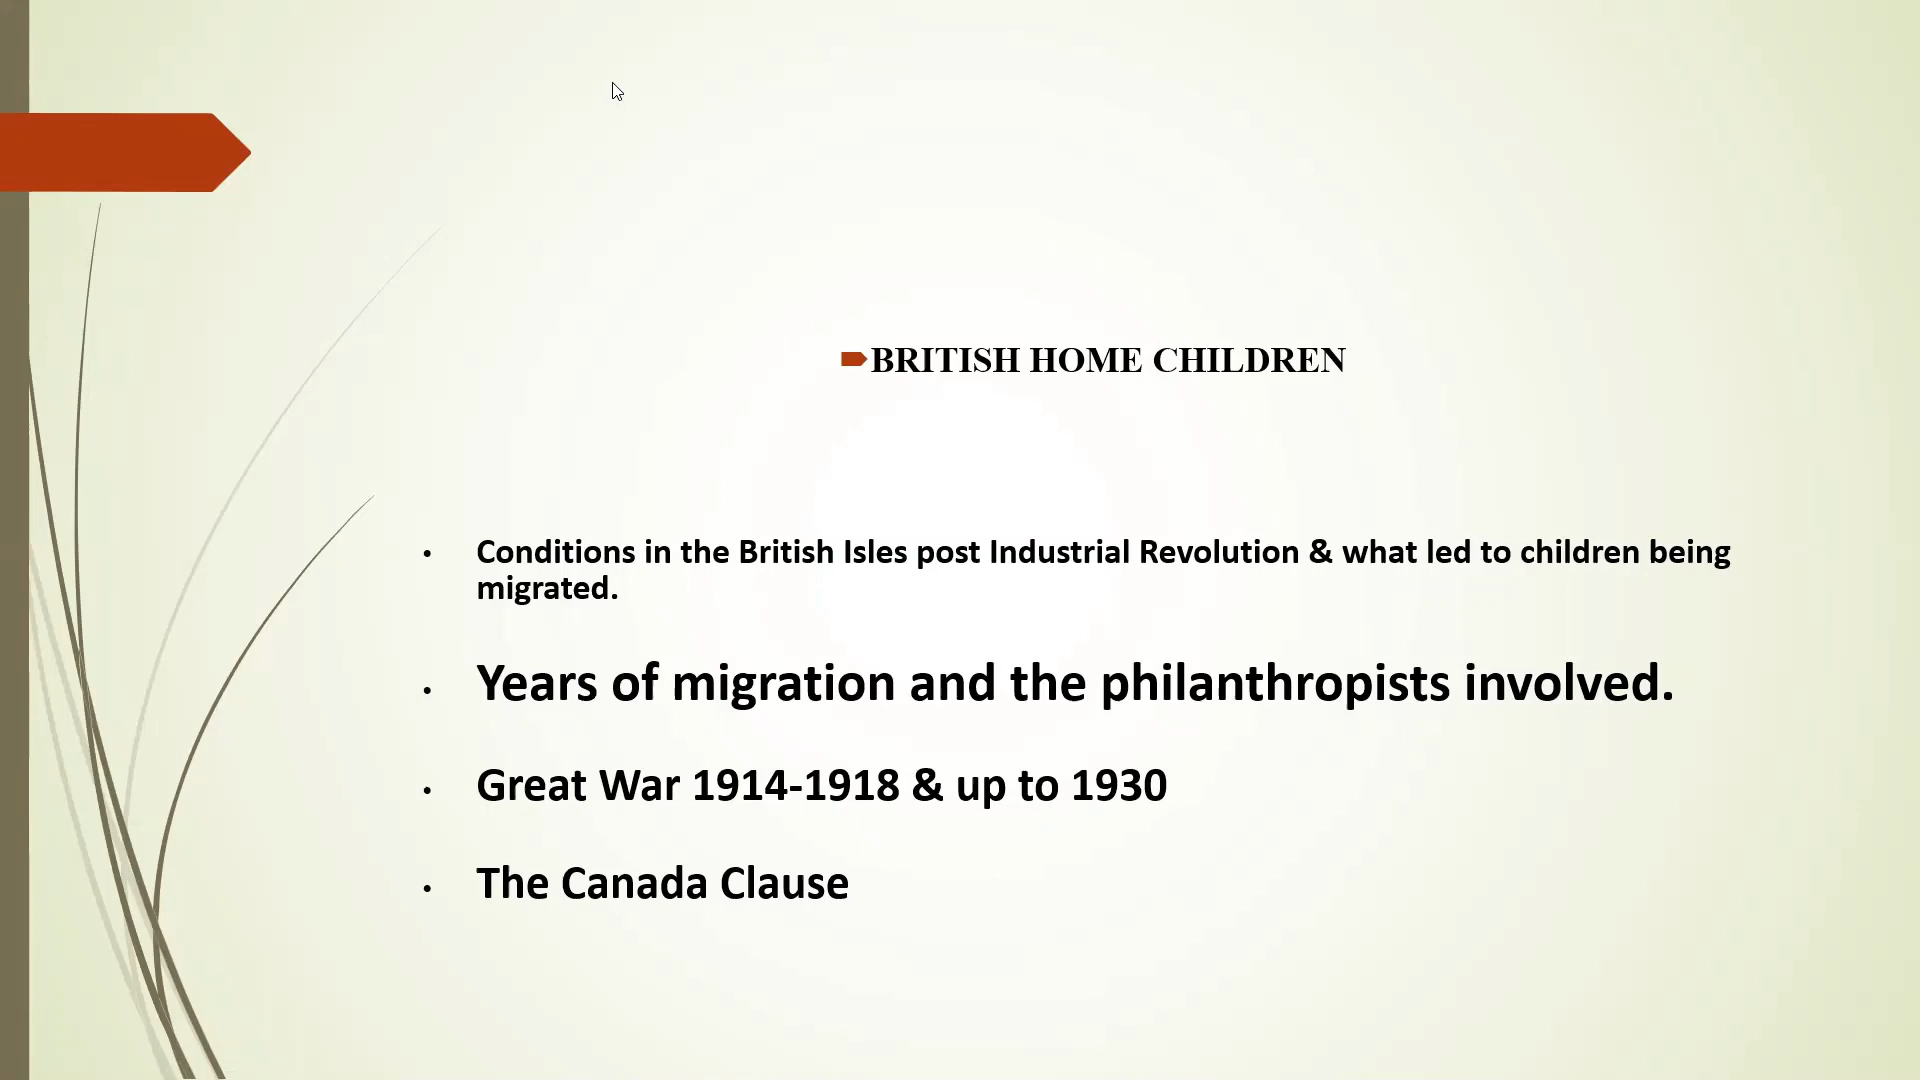 BRITISH HOME CHILDREN
• Conditions in the British Isles post Industrial Revolution & what led to children being
migrated.
• Years of migration and the philanthropists involved.
• Great War 1914-1918 & up to 1930
• The Canada Clause